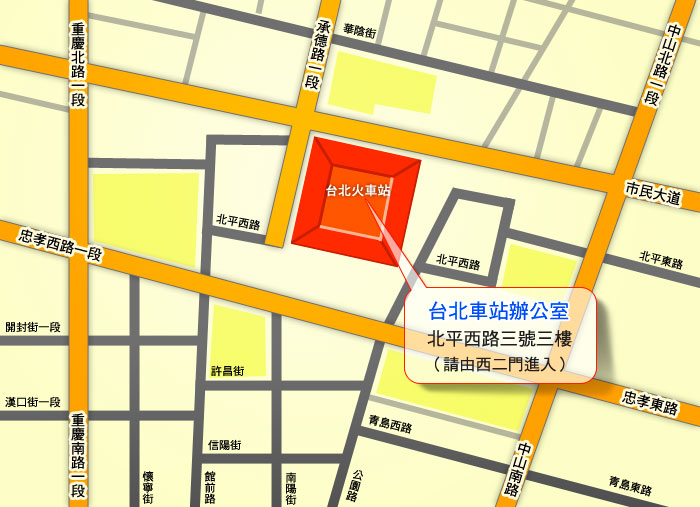 重慶北路一段
承德路一段
華陰街
中山北路一段
市民大道
台北火車站
北平西路
北平西路
北平東路
忠孝西路一段
台北車站辦公室
北平西路三號三樓
（請由西二門進入）
開封街一段
許昌街
漢口街一段
忠孝東路
重慶南路一段
信陽街
青島西路
中山南路
懷寧街
館前路
南陽街
公園路
青島東路